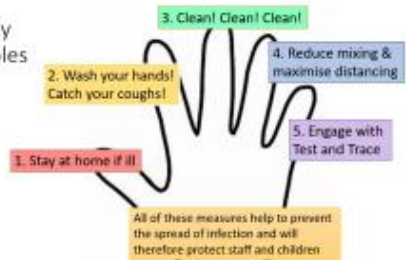 y
les
3. Clean! Clean! Clean!
2. Wash your hands!
Catch your coughs!
4. Reduce mixing &
maximise distancing
1. Stay at home if ill
5. Engage with
Test and Trace
All of these measures help to prevent
the spread of infection and will
therefore protect staff and children